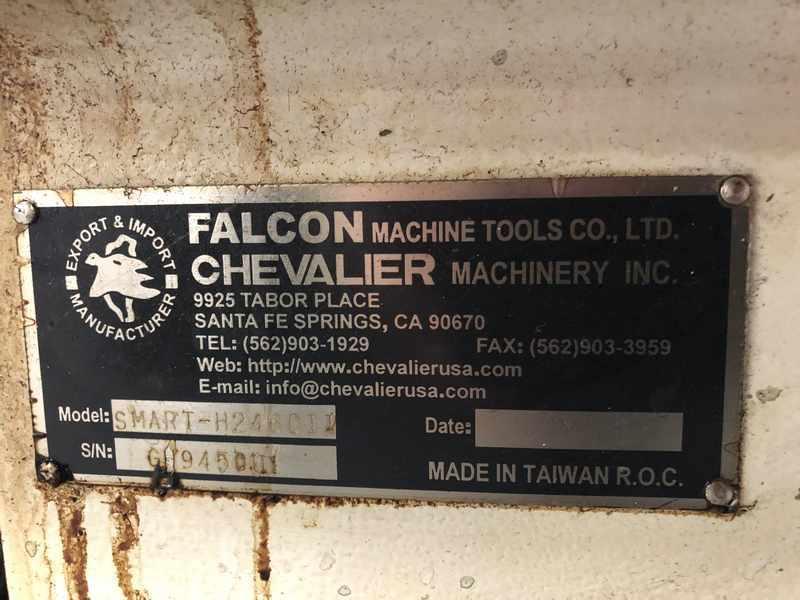 EXPORT & IMPORT
MANUFACTURER
FALCON MACHINE TOOLS CO., LTD.
CHEVALIER MACHINERY INC.
9925 TABOR PLACE
SANTA FE SPRINGS, CA 90670
TEL: (562)903-1929 FAX: (562)903-3959
Web: http://www.chevalierusa.com
E-mail: info@chevalierusa.com
Model: Date:
S/N:
MADE IN TAIWAN R.O.C.